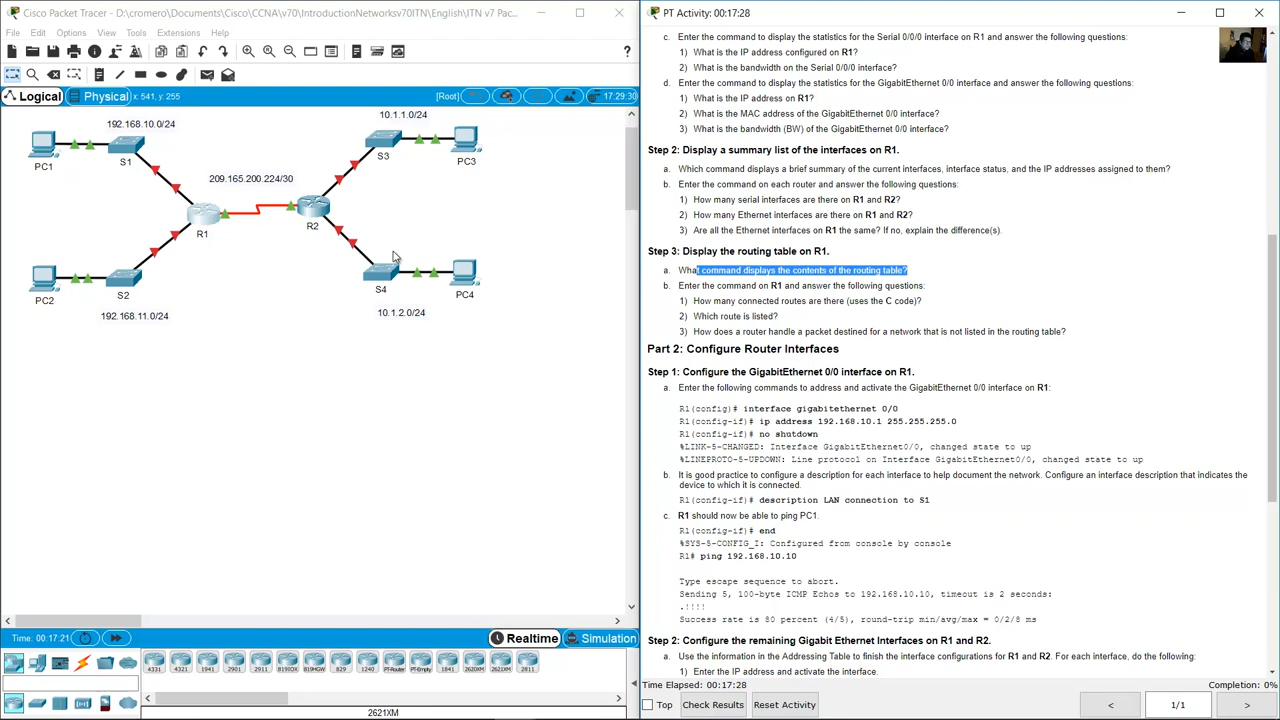 Cisco Packet Tracer - C:\Users\cromero\Documents\Cisco\CCNA\v70\IntroductionNetworksv70ITN\English\ITN v7 Pac...
File Edit Options View Tools Extensions Help
Logical Physical x: 541, y: 255 [Root] 17:29:30
192.168.10.0/24
10.1.1.0/24
PC1
S1
S3
PC3
209.165.200.224/30
R1
R2
PC2
S2
S4
PC4
192.168.11.0/24
10.1.2.0/24
Time: 00:17:21
Realtime Simulation
4331 4321 1941 2901 2911 819IOX 819HGW 829 1240 PT-Router PT-Empty 1841 2620XM 2621XM 2811
2621XM
PT Activity: 00:17:28
c. Enter the command to display the statistics for the Serial 0/0/0 interface on R1 and answer the following questions:
1) What is the IP address configured on R1?
2) What is the bandwidth on the Serial 0/0/0 interface?
d. Enter the command to display the statistics for the GigabitEthernet 0/0 interface and answer the following questions:
1) What is the IP address on R1?
2) What is the MAC address of the GigabitEthernet 0/0 interface?
3) What is the bandwidth (BW) of the GigabitEthernet 0/0 interface?
Step 2: Display a summary list of the interfaces on R1.
a. Which command displays a brief summary of the current interfaces, interface status, and the IP addresses assigned to them?
b. Enter the command on each router and answer the following questions:
1) How many serial interfaces are there on R1 and R2?
2) How many Ethernet interfaces are there on R1 and R2?
3) Are all the Ethernet interfaces on R1 the same? If no, explain the difference(s).
Step 3: Display the routing table on R1.
a. What command displays the contents of the routing table?
b. Enter the command on R1 and answer the following questions:
1) How many connected routes are there (uses the C code)?
2) Which route is listed?
3) How does a router handle a packet destined for a network that is not listed in the routing table?
Part 2: Configure Router Interfaces
Step 1: Configure the GigabitEthernet 0/0 interface on R1.
a. Enter the following commands to address and activate the GigabitEthernet 0/0 interface on R1:
R1(config)# interface gigabitethernet 0/0
R1(config-if)# ip address 192.168.10.1 255.255.255.0
R1(config-if)# no shutdown
%LINK-5-CHANGED: Interface GigabitEthernet0/0, changed state to up
%LINEPROTO-5-UPDOWN: Line protocol on Interface GigabitEthernet0/0, changed state to up
b. It is good practice to configure a description for each interface to help document the network. Configure an interface description that indicates the
device to which it is connected.
R1(config-if)# description LAN connection to S1
c. R1 should now be able to ping PC1.
R1(config-if)# end
%SYS-5-CONFIG_I: Configured from console by console
R1# ping 192.168.10.10
Type escape sequence to abort.
Sending 5, 100-byte ICMP Echos to 192.168.10.10, timeout is 2 seconds:
.!!!!
Success rate is 80 percent (4/5), round-trip min/avg/max = 0/2/8 ms
Step 2: Configure the remaining Gigabit Ethernet Interfaces on R1 and R2.
a. Use the information in the Addressing Table to finish the interface configurations for R1 and R2. For each interface, do the following:
1) Enter the IP address and activate the interface.
Time Elapsed: 00:17:28 Completion: 0%
Top Check Results Reset Activity < 1/1 >